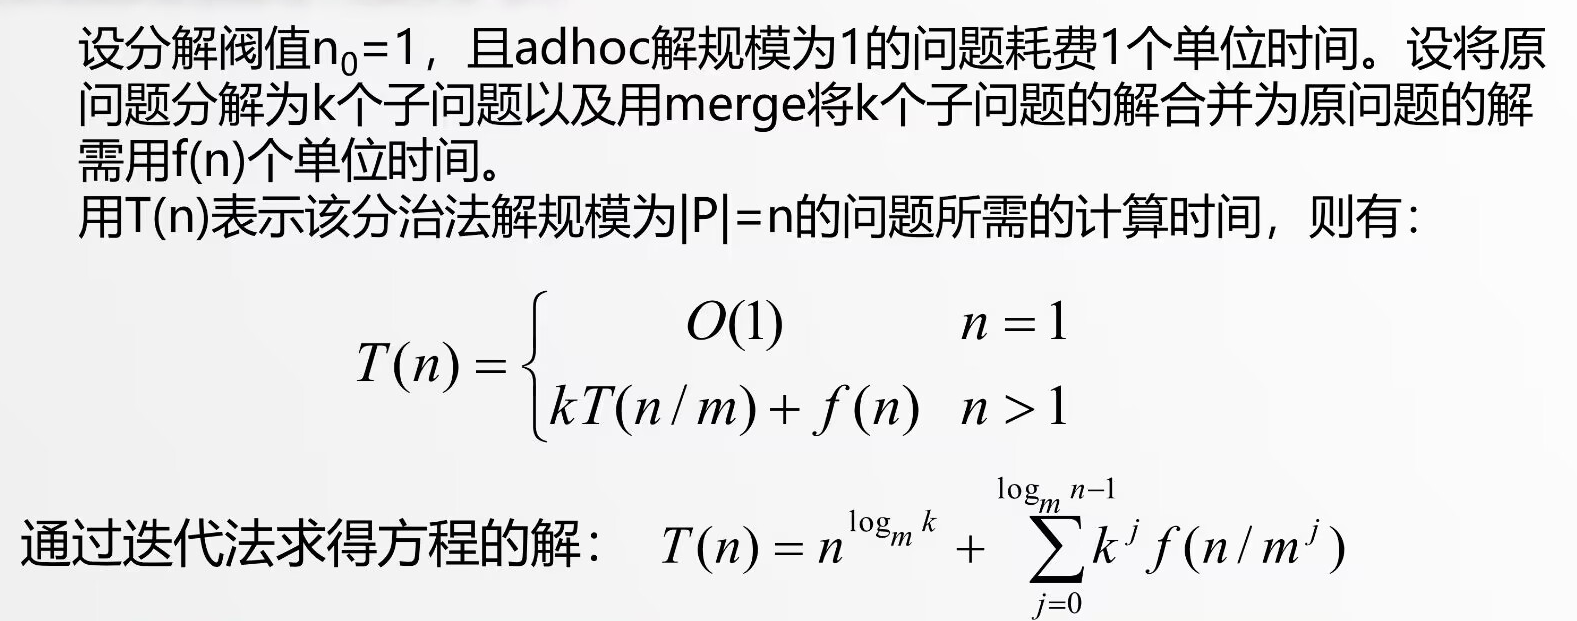 设分解阀值n₀=1，且adhoc解规模为1的问题耗费1个单位时间。设将原
问题分解为k个子问题以及用merge将k个子问题的解合并为原问题的解
需用f(n)个单位时间。
用T(n)表示该分治法解规模为|P|=n的问题所需的计算时间，则有：
T(n) = { O(1) n = 1
kT(n/m) + f(n) n > 1
通过迭代法求得方程的解： T(n) = n^{log_m k} + \sum_{j=0}^{log_m n-1} k^j f(n/m^j)